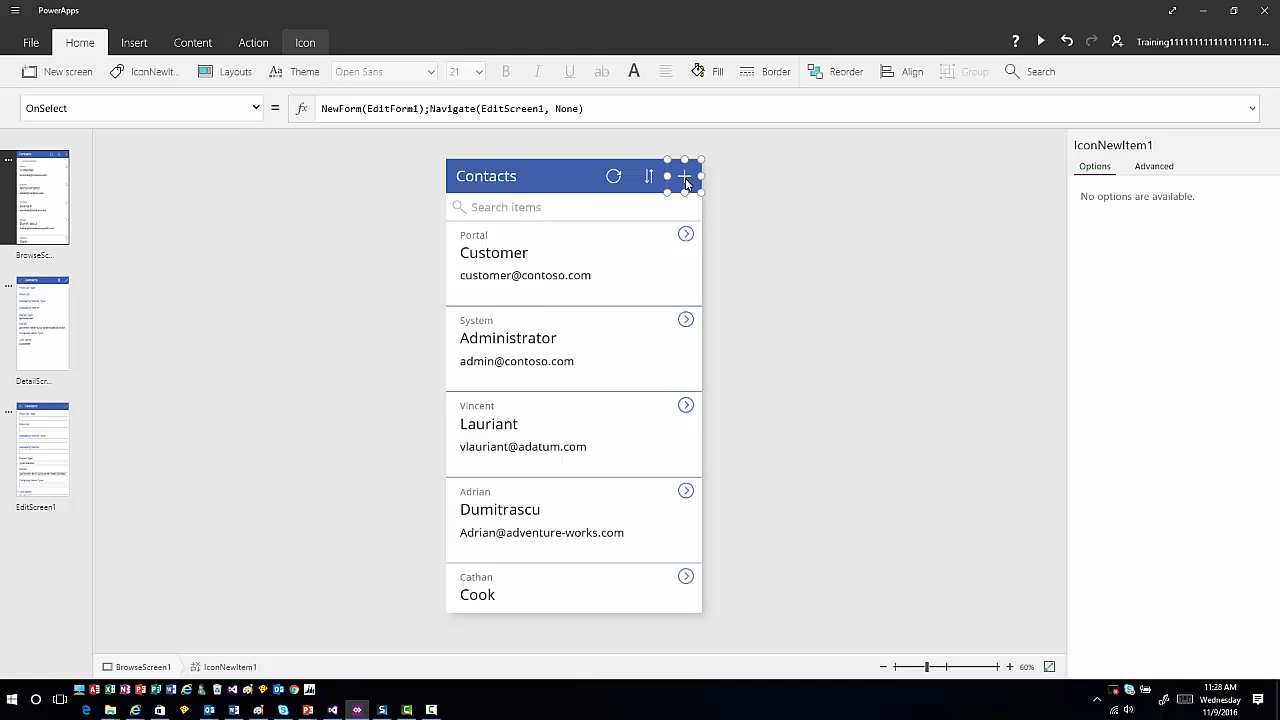 PowerApps
File
Home
Insert
Content
Action
Icon
Training1111111111111111111...
New screen
IconNewIt...
Layouts
Theme
Open Sans
21
B
I
U
ab
A
Fill
Border
Reorder
Align
Group
Search
OnSelect
=
fx
NewForm(EditForm1);Navigate(EditScreen1, None)
BrowseSc...
DetailScr...
EditScreen1
Contacts
Search items
Portal
Customer
customer@contoso.com
System
Administrator
admin@contoso.com
Vincent
Lauriant
vlauriant@adatum.com
Adrian
Dumitrascu
Adrian@adventure-works.com
Cathan
Cook
IconNewItem1
Options
Advanced
No options are available.
BrowseScreen1
IconNewItem1
60%
11:28 AM
Wednesday
11/9/2016